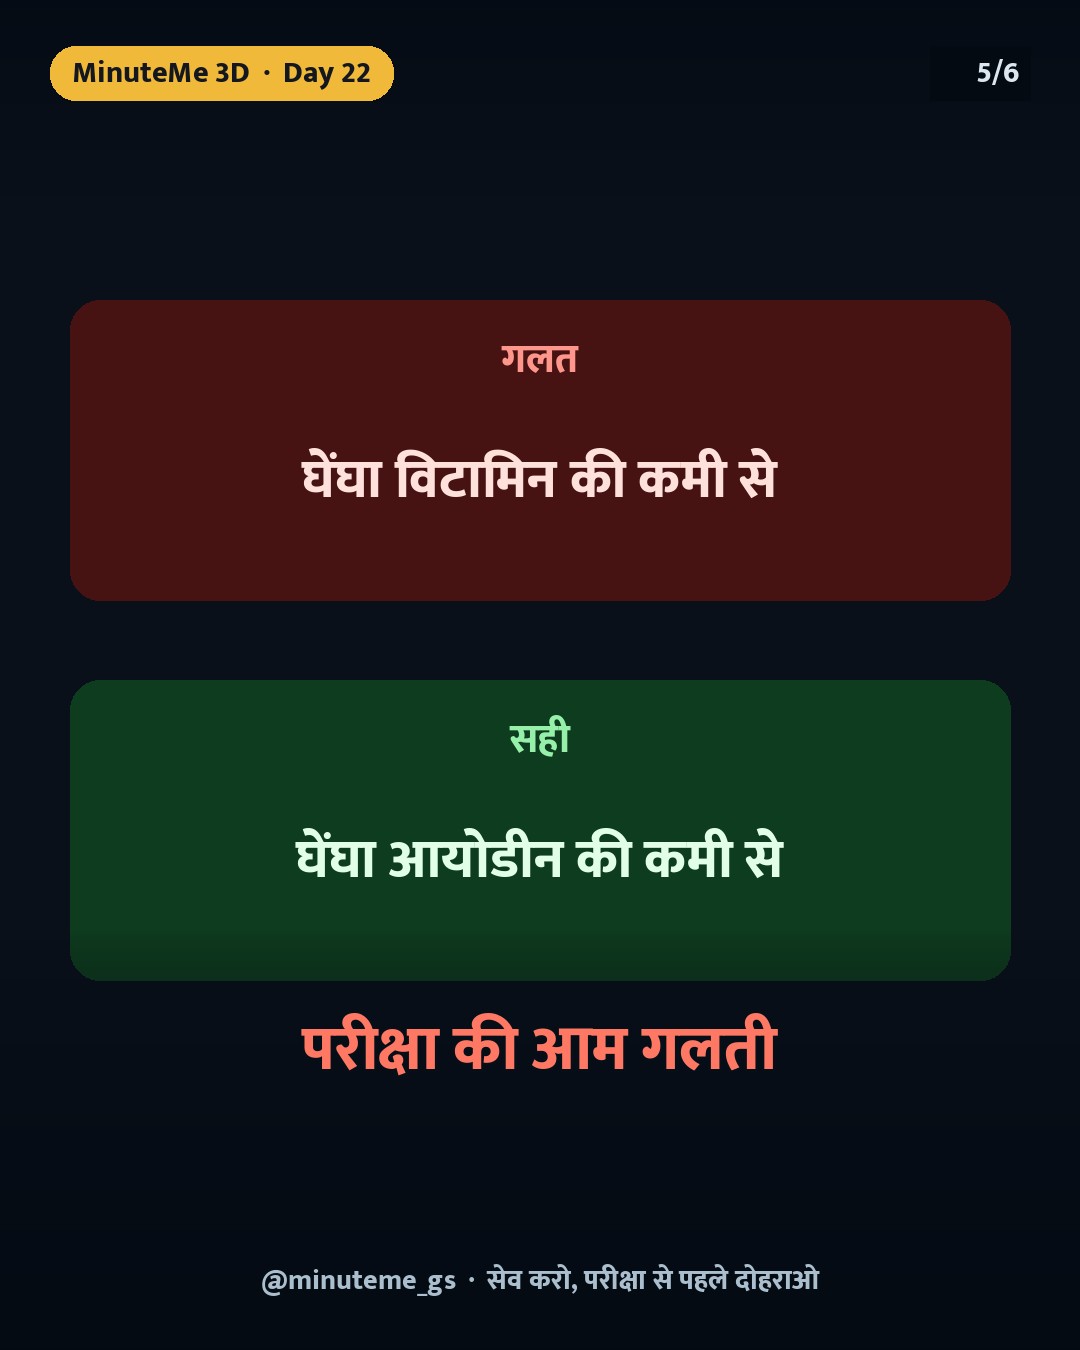 MinuteMe 3D · Day 22
5/6
गलत
घेंघा विटामिन की कमी से
सही
घेंघा आयोडीन की कमी से
परीक्षा की आम गलती
@minuteme_gs · सेव करो, परीक्षा से पहले दोहराओ